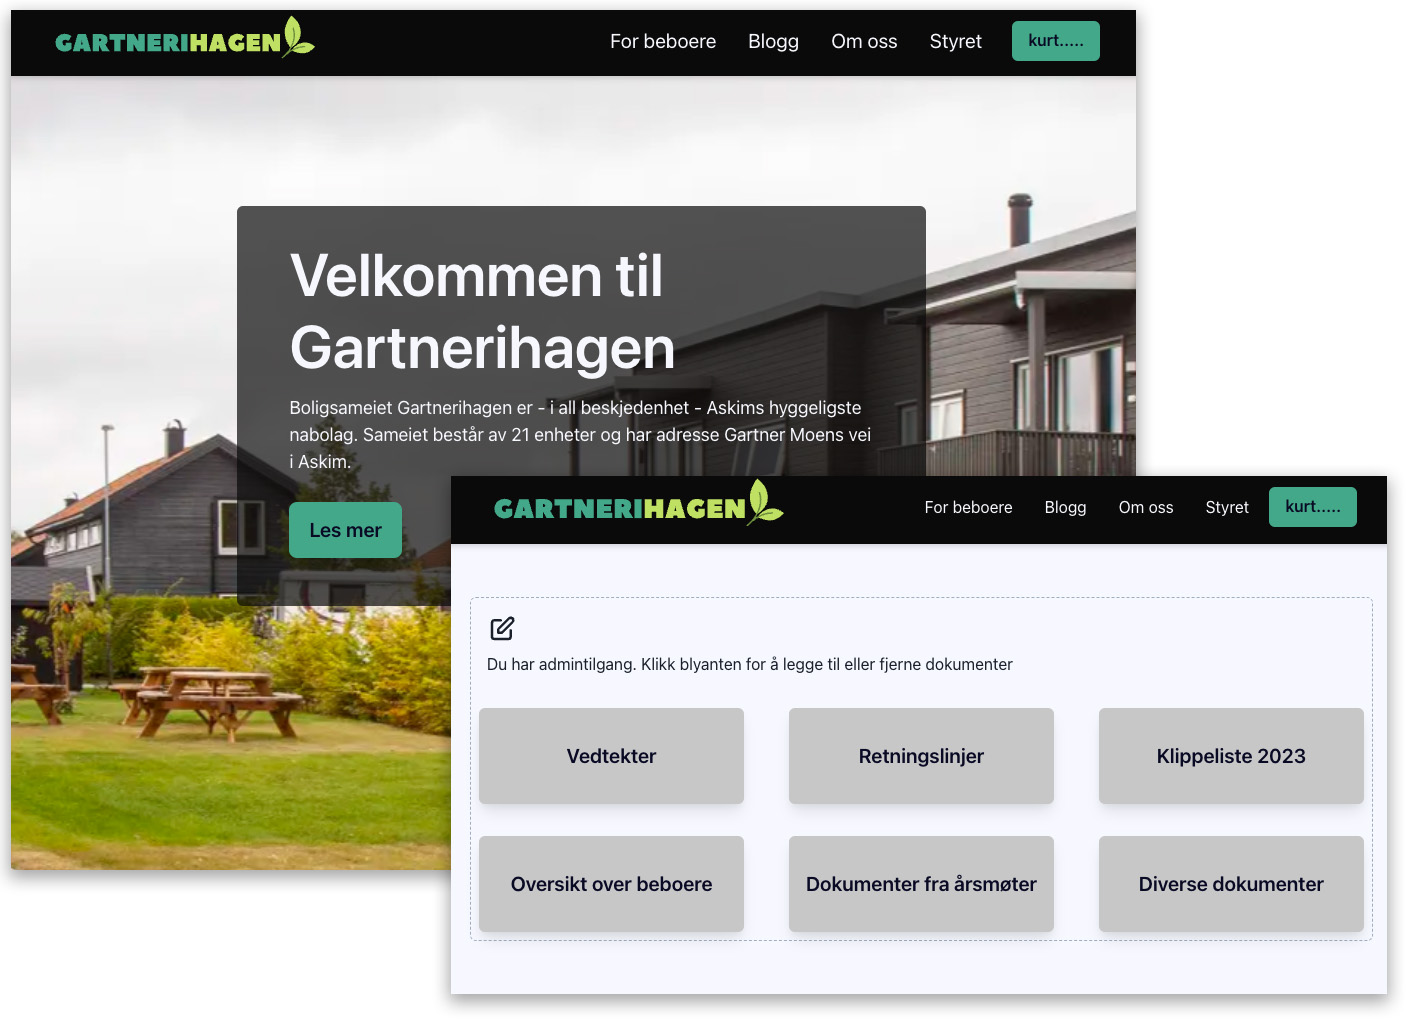 GARTNERIHAGEN
For beboere Blogg Om oss Styret kurt.....
Velkommen til
Gartnerihagen
Boligsameiet Gartnerihagen er - i all beskjedenhet - Askims hyggeligste
nabolag. Sameiet består av 21 enheter og har adresse Gartner Moens vei
i Askim.
Les mer
GARTNERIHAGEN
For beboere Blogg Om oss Styret kurt.....
Du har admintilgang. Klikk blyanten for å legge til eller fjerne dokumenter
Vedtekter
Retningslinjer
Klippeliste 2023
Oversikt over beboere
Dokumenter fra årsmøter
Diverse dokumenter